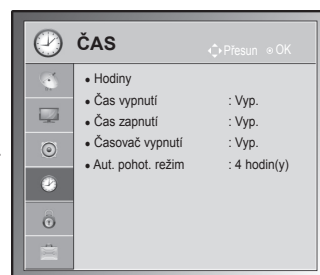 ČAS
Přesun OK
• Hodiny
• Čas vypnutí : Vyp.
• Čas zapnutí : Vyp.
• Časovač vypnutí : Vyp.
• Aut. pohot. režim : 4 hodin(y)